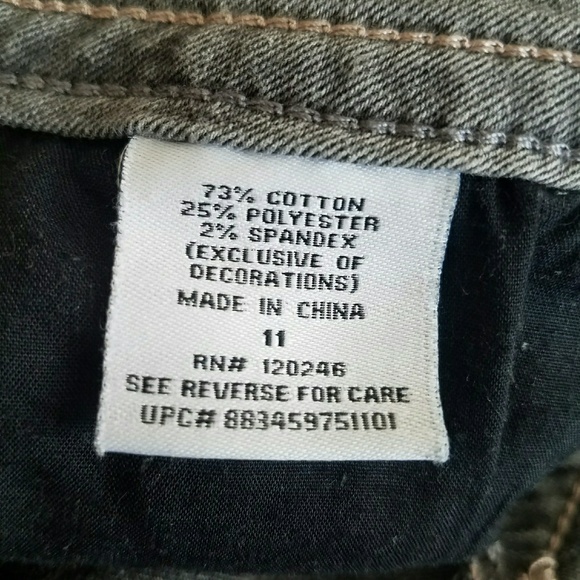 73% COTTON
25% POLYESTER
2% SPANDEX
(EXCLUSIVE OF
DECORATIONS)
MADE IN CHINA
11
RN# 120246
SEE REVERSE FOR CARE
UPC# 883459751101